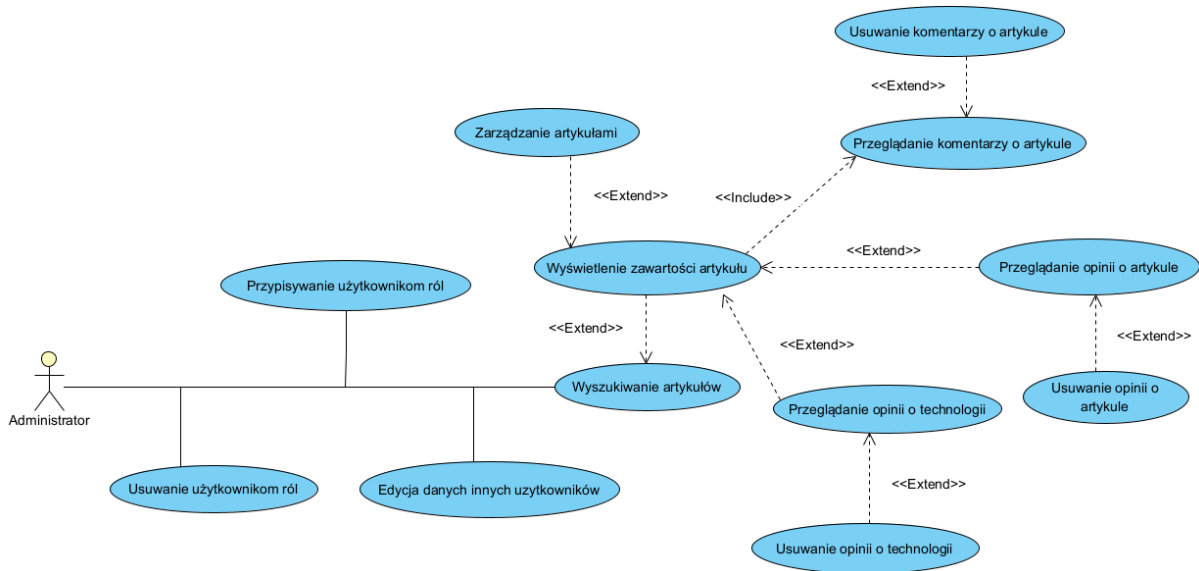 Usuwanie komentarzy o artykule
<<Extend>>
Zarządzanie artykułami
Przeglądanie komentarzy o artykule
<<Extend>>
<<Include>>
<<Extend>>
Wyświetlenie zawartości artykułu
Przeglądanie opinii o artykule
Przypisywanie użytkownikom ról
<<Extend>>
<<Extend>>
<<Extend>>
Wyszukiwanie artykułów
Usuwanie opinii o
artykule
Administrator
Przeglądanie opinii o technologii
Usuwanie użytkownikom ról
Edycja danych innych uzytkowników
<<Extend>>
Usuwanie opinii o technologii